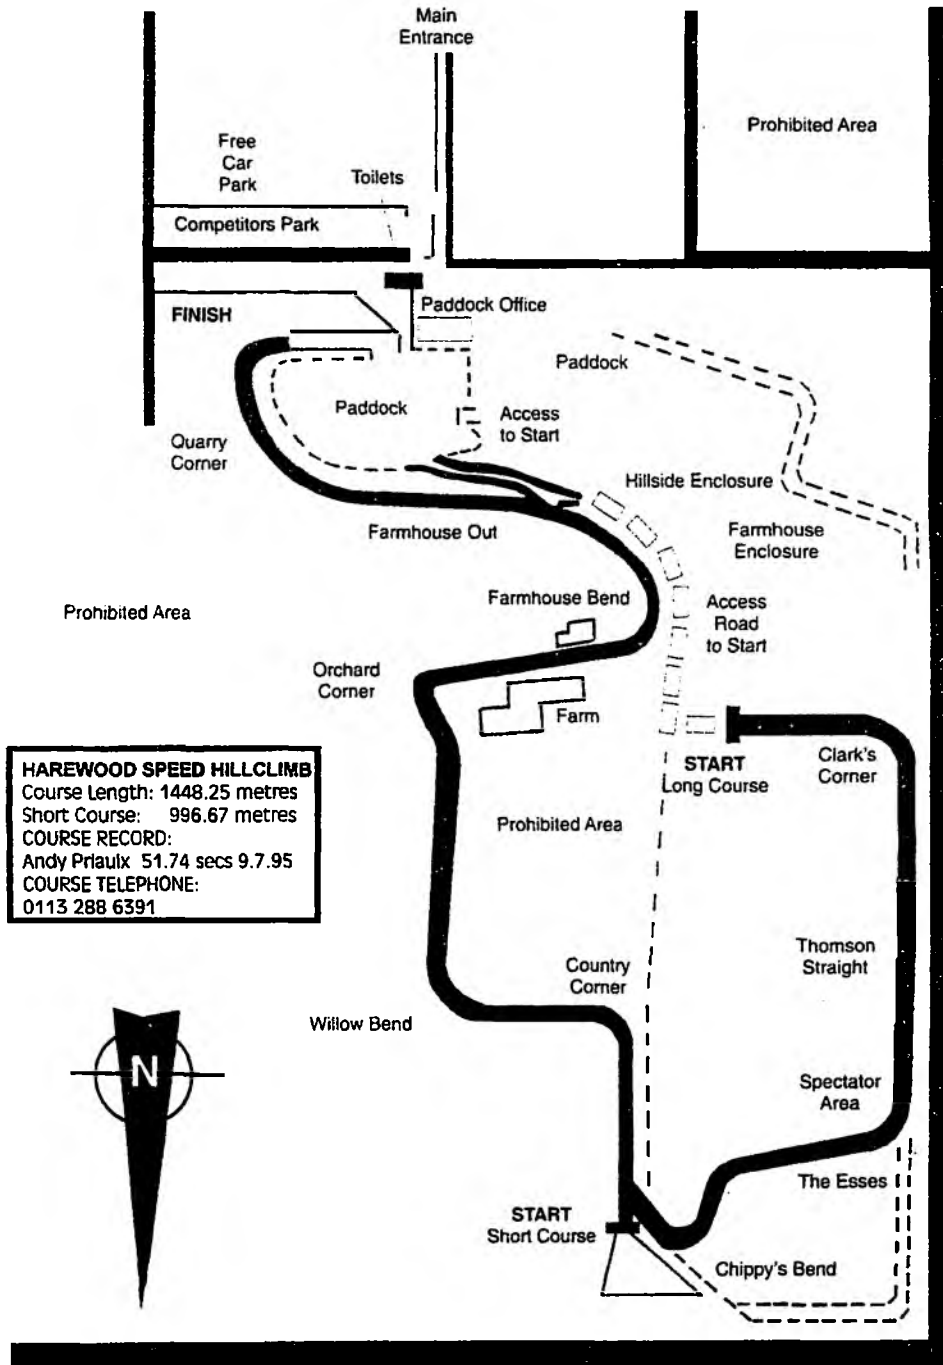 Main
Entrance
Prohibited Area
Free
Car
Park
Toilets
Competitors Park
FINISH
Paddock Office
Paddock
Paddock
Access
to Start
Quarry
Corner
Hillside Enclosure
Farmhouse Out
Farmhouse
Enclosure
Farmhouse Bend
Prohibited Area
Access
Road
to Start
Orchard
Corner
Farm
START
Long Course
Clark's
Corner
HAREWOOD SPEED HILLCLIMB
Course Length: 1448.25 metres
Short Course: 996.67 metres
COURSE RECORD:
Andy Priaulx 51.74 secs 9.7.95
COURSE TELEPHONE:
0113 288 6391
Prohibited Area
Thomson
Straight
Country
Corner
Willow Bend
N
Spectator
Area
The Esses
START
Short Course
Chippy's Bend